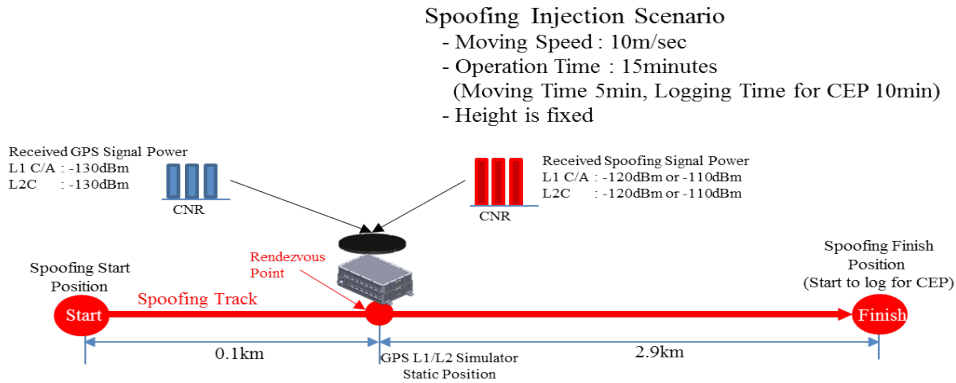 Spoofing Injection Scenario
- Moving Speed : 10m/sec
- Operation Time : 15minutes
(Moving Time 5min, Logging Time for CEP 10min)
- Height is fixed
Received GPS Signal Power
L1 C/A : -130dBm
L2C : -130dBm
CNR
Received Spoofing Signal Power
L1 C/A : -120dBm or -110dBm
L2C : -120dBm or -110dBm
CNR
Rendezvous
Point
Spoofing Start
Position
Spoofing Finish
Position
(Start to log for CEP)
Spoofing Track
Start
Finish
0.1km
GPS L1/L2 Simulator
Static Position
2.9km